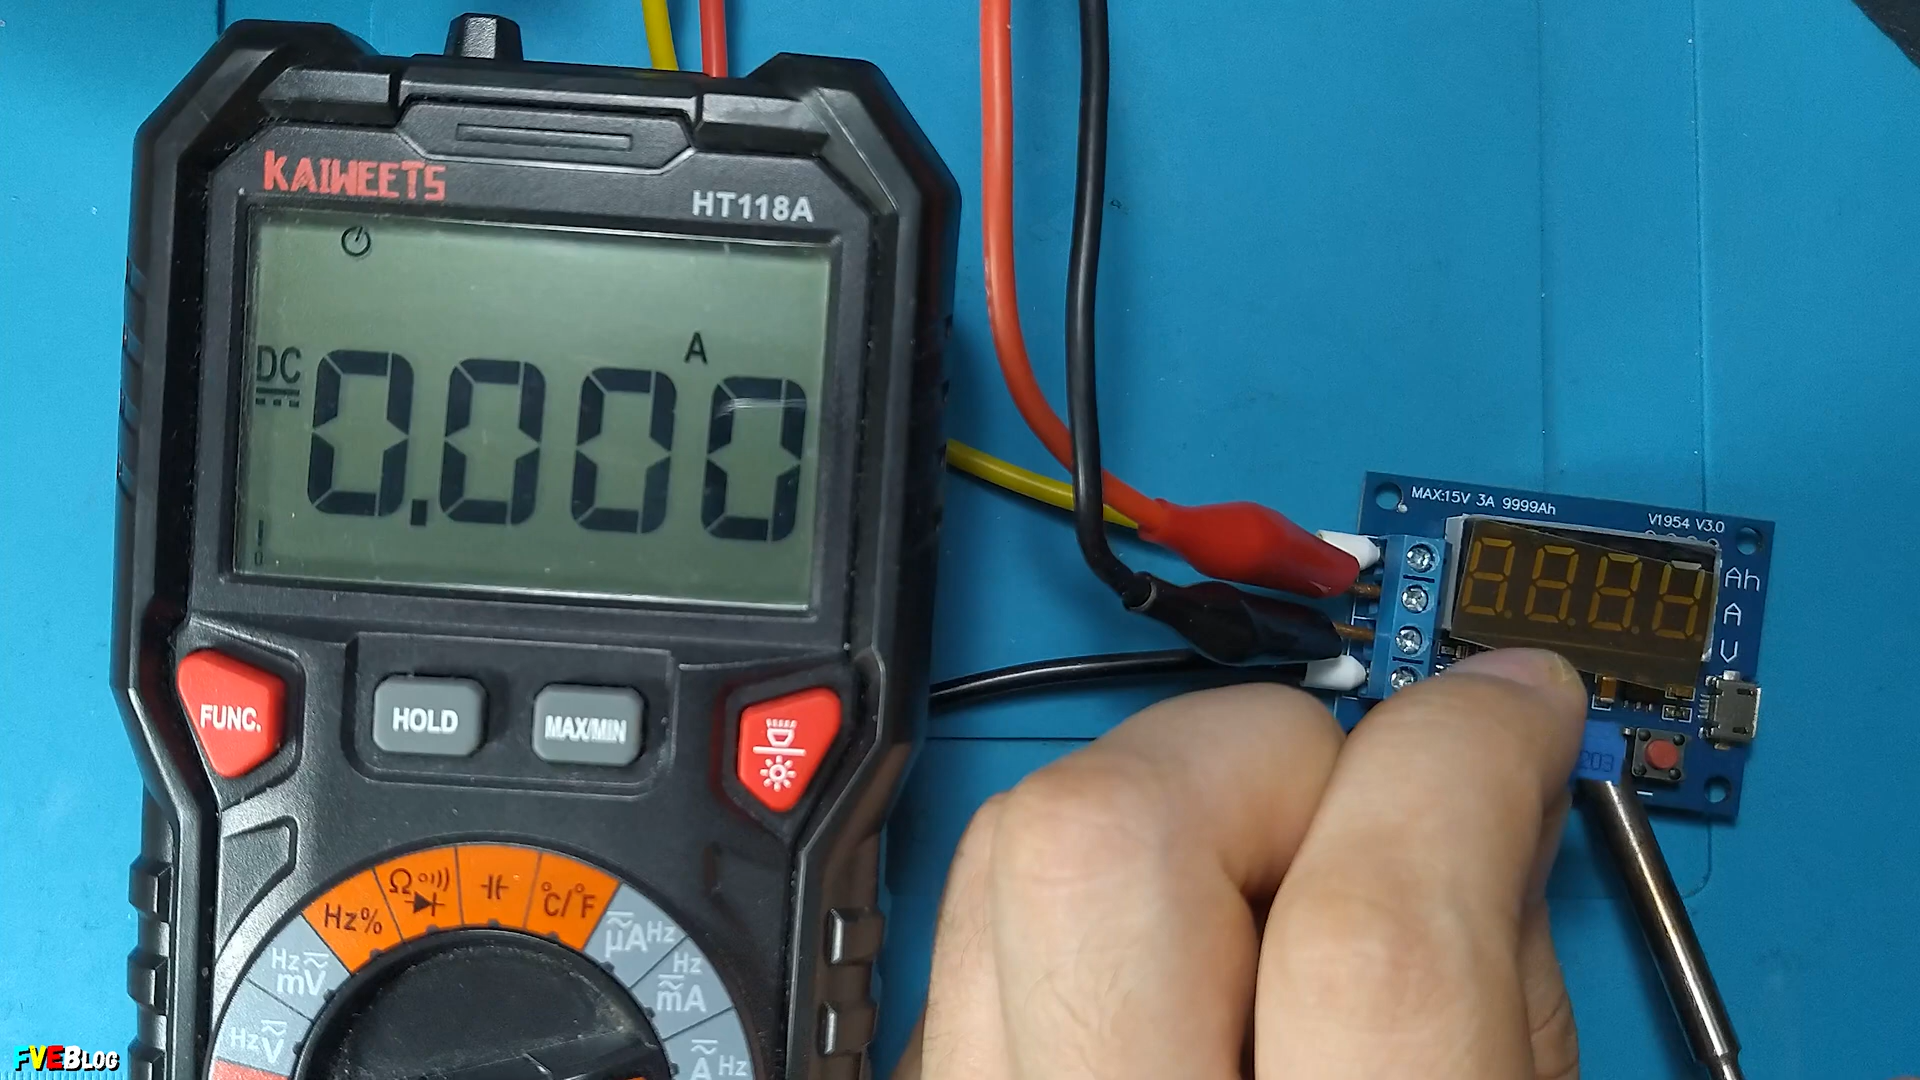 KAIWEETS
HT118A
DC
A
0.000
FUNC.
HOLD
MAX/MIN
Hz%
Ω
°C/°F
Hz mV
Hz V
µA Hz
Hz mA
A Hz
MAX:15V 3A 9999Ah
V1954 V3.0
Ah
A
V
203
FVEBLOG